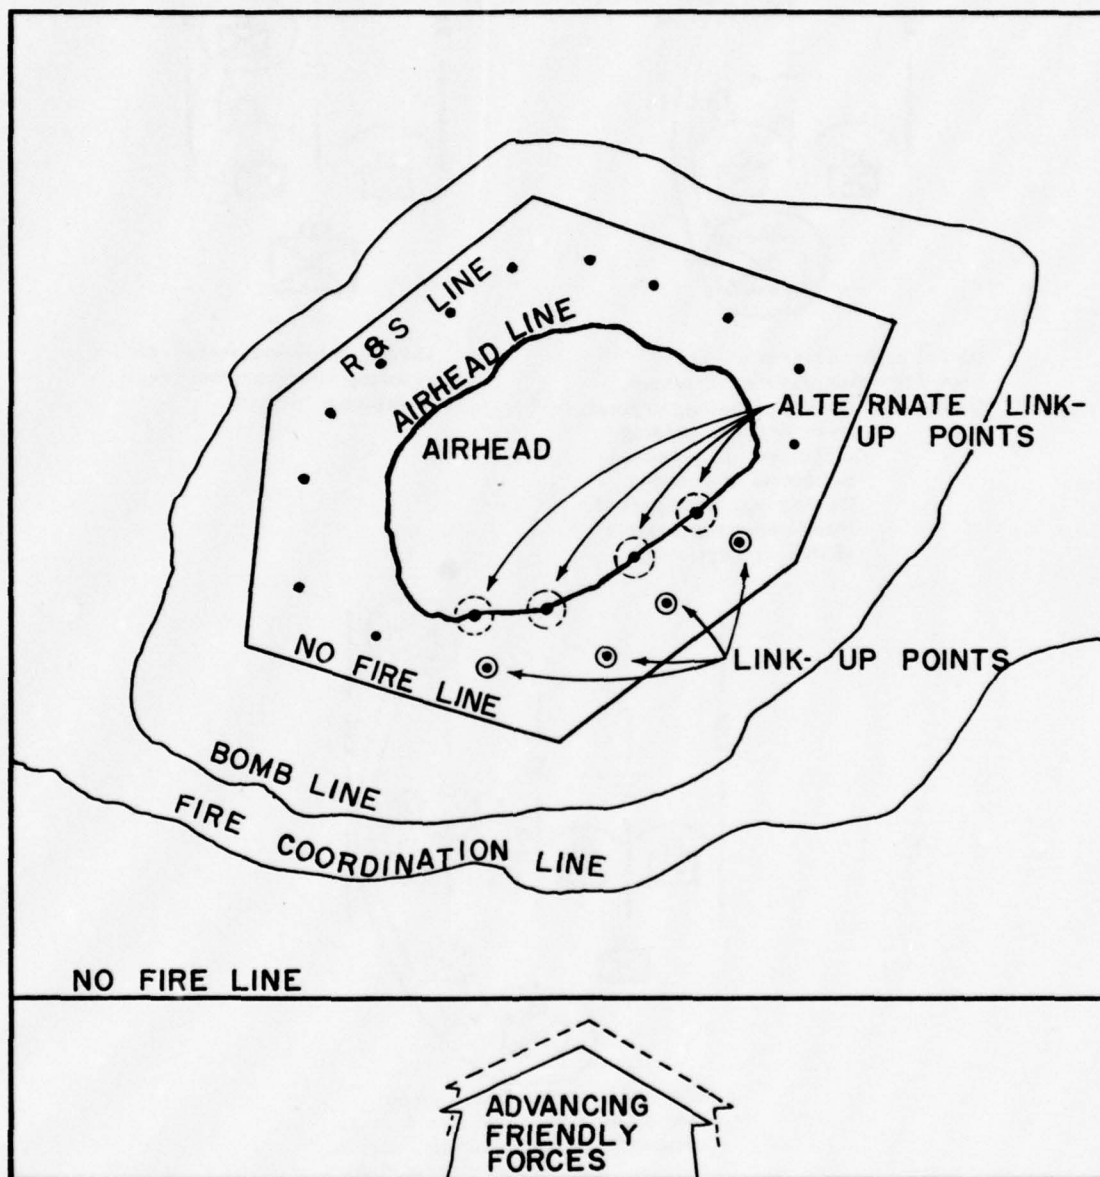 R & S LINE
AIRHEAD LINE
AIRHEAD
ALTERNATE LINK-
UP POINTS
NO FIRE LINE
LINK- UP POINTS
BOMB LINE
FIRE COORDINATION LINE
NO FIRE LINE
ADVANCING
FRIENDLY
FORCES